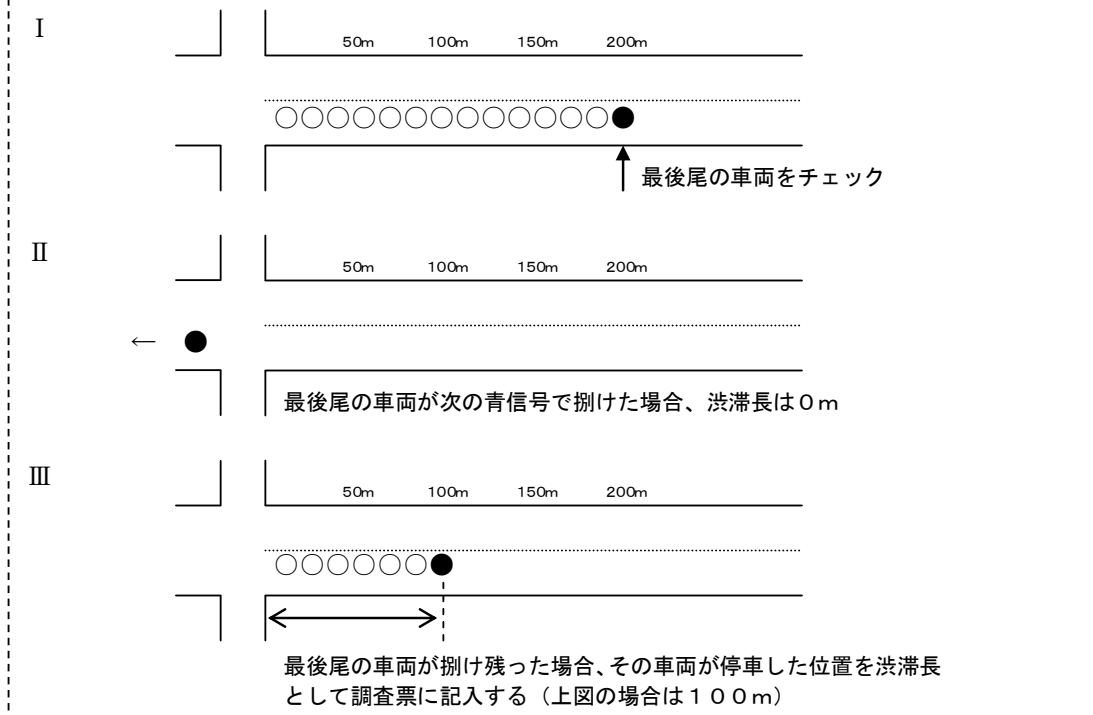 Ⅰ
50m 100m 150m 200m
最後尾の車両をチェック
Ⅱ
50m 100m 150m 200m
←
最後尾の車両が次の青信号で捌けた場合、渋滞長は０ｍ
Ⅲ
50m 100m 150m 200m
最後尾の車両が捌け残った場合、その車両が停車した位置を渋滞長
として調査票に記入する（上図の場合は１００ｍ）